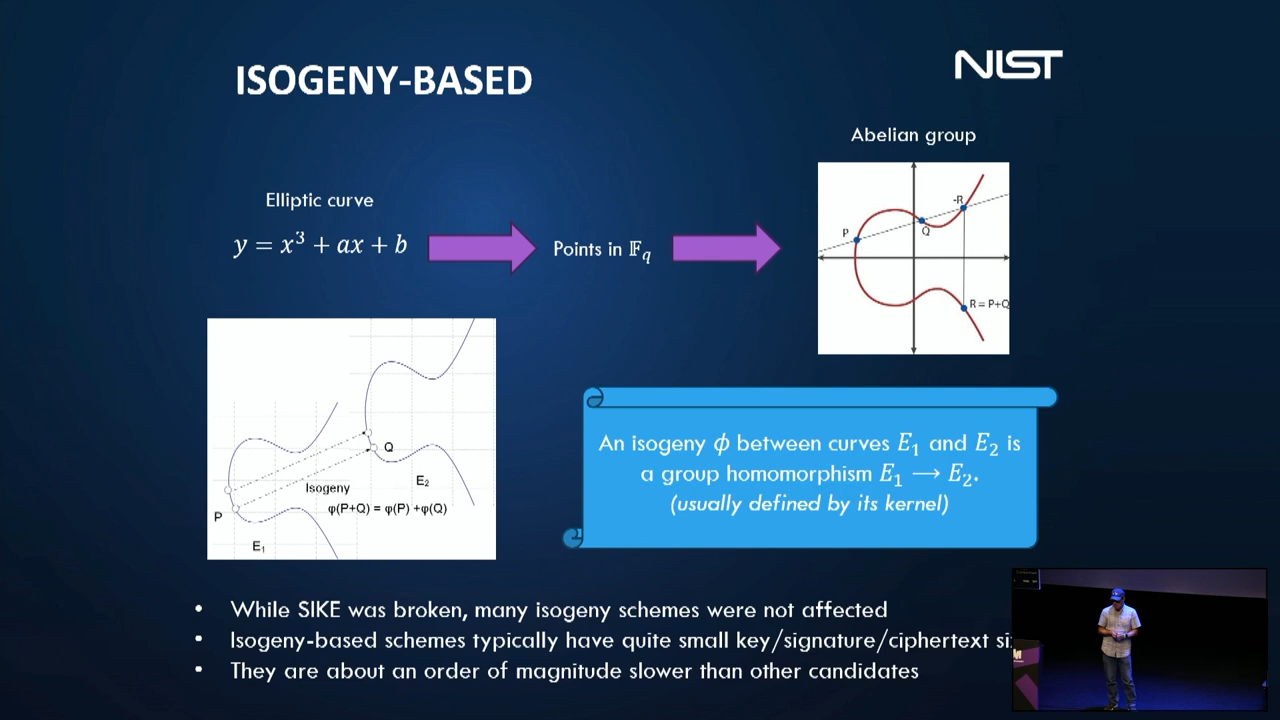 ISOGENY-BASED
NIST
Abelian group
Elliptic curve
y = x³ + ax + b
Points in 𝔽q
P
Q
-R
R = P+Q
Q
E₂
Isogeny
φ(P+Q) = φ(P) +φ(Q)
P
E₁
An isogeny ϕ between curves E₁ and E₂ is
a group homomorphism E₁ ⟶ E₂.
(usually defined by its kernel)
• While SIKE was broken, many isogeny schemes were not affected
• Isogeny-based schemes typically have quite small key/signature/ciphertext
• They are about an order of magnitude slower than other candidates